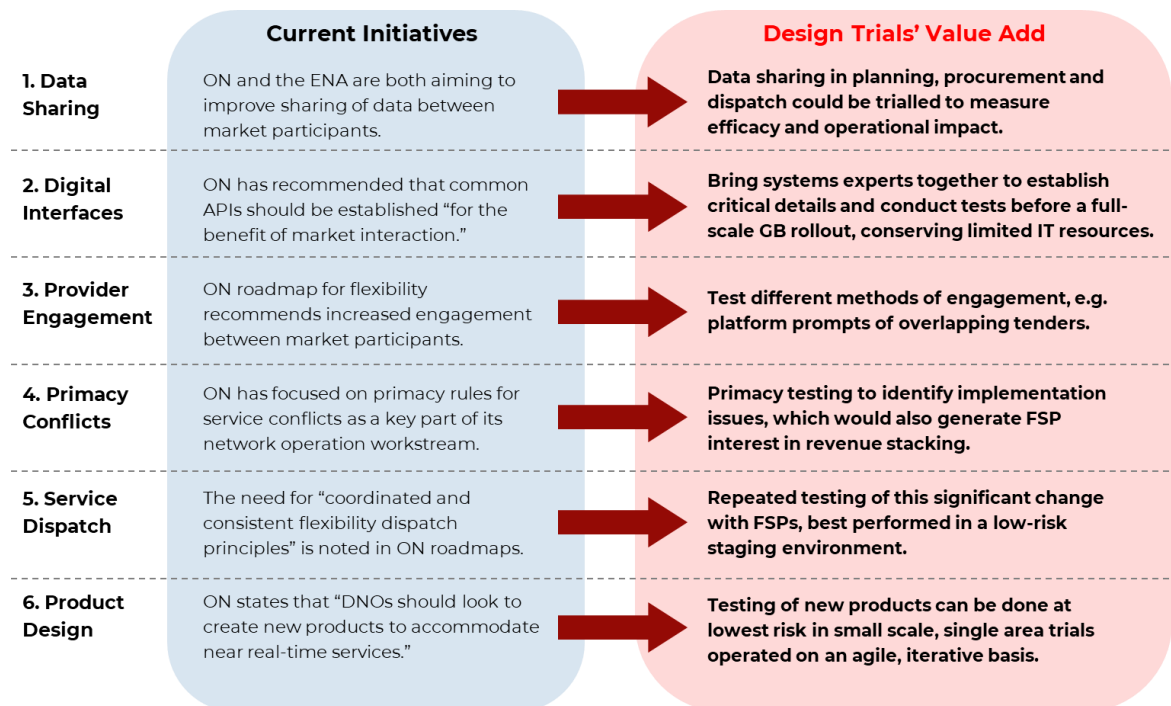 Current Initiatives
Design Trials’ Value Add
1. Data
Sharing
ON and the ENA are both aiming to
improve sharing of data between
market participants.
Data sharing in planning, procurement and
dispatch could be trialled to measure
efficacy and operational impact.
2. Digital
Interfaces
ON has recommended that common
APIs should be established “for the
benefit of market interaction.”
Bring systems experts together to establish
critical details and conduct tests before a full-
scale GB rollout, conserving limited IT resources.
3. Provider
Engagement
ON roadmap for flexibility
recommends increased engagement
between market participants.
Test different methods of engagement, e.g.
platform prompts of overlapping tenders.
4. Primacy
Conflicts
ON has focused on primacy rules for
service conflicts as a key part of its
network operation workstream.
Primacy testing to identify implementation
issues, which would also generate FSP
interest in revenue stacking.
5. Service
Dispatch
The need for “coordinated and
consistent flexibility dispatch
principles” is noted in ON roadmaps.
Repeated testing of this significant change
with FSPs, best performed in a low-risk
staging environment.
6. Product
Design
ON states that “DNOs should look to
create new products to accommodate
near real-time services.”
Testing of new products can be done at
lowest risk in small scale, single area trials
operated on an agile, iterative basis.